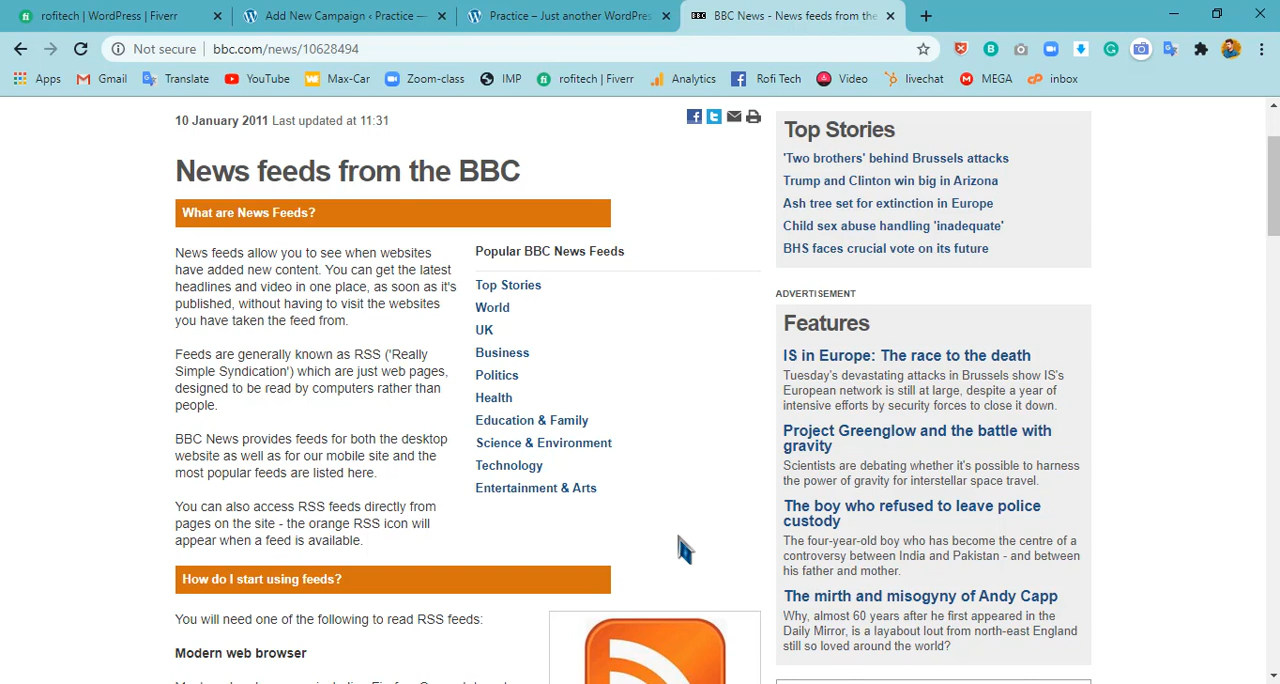 rofitech | WordPress | Fiverr
Add New Campaign ‹ Practice —
Practice – Just another WordPres
BBC News - News feeds from the
Not secure | bbc.com/news/10628494
Apps Gmail Translate YouTube Max-Car Zoom-class IMP rofitech | Fiverr Analytics Rofi Tech Video livechat MEGA inbox
10 January 2011 Last updated at 11:31
News feeds from the BBC
What are News Feeds?
News feeds allow you to see when websites
have added new content. You can get the latest
headlines and video in one place, as soon as it's
published, without having to visit the websites
you have taken the feed from.
Feeds are generally known as RSS ('Really
Simple Syndication') which are just web pages,
designed to be read by computers rather than
people.
BBC News provides feeds for both the desktop
website as well as for our mobile site and the
most popular feeds are listed here.
You can also access RSS feeds directly from
pages on the site - the orange RSS icon will
appear when a feed is available.
Popular BBC News Feeds
Top Stories
World
UK
Business
Politics
Health
Education & Family
Science & Environment
Technology
Entertainment & Arts
How do I start using feeds?
You will need one of the following to read RSS feeds:
Modern web browser
Top Stories
'Two brothers' behind Brussels attacks
Trump and Clinton win big in Arizona
Ash tree set for extinction in Europe
Child sex abuse handling 'inadequate'
BHS faces crucial vote on its future
ADVERTISEMENT
Features
IS in Europe: The race to the death
Tuesday's devastating attacks in Brussels show IS's
European network is still at large, despite a year of
intensive efforts by security forces to close it down.
Project Greenglow and the battle with
gravity
Scientists are debating whether it's possible to harness
the power of gravity for interstellar space travel.
The boy who refused to leave police
custody
The four-year-old boy who has become the centre of a
controversy between India and Pakistan - and between
his father and mother.
The mirth and misogyny of Andy Capp
Why, almost 60 years after he first appeared in the
Daily Mirror, is a layabout lout from north-east England
still so loved around the world?